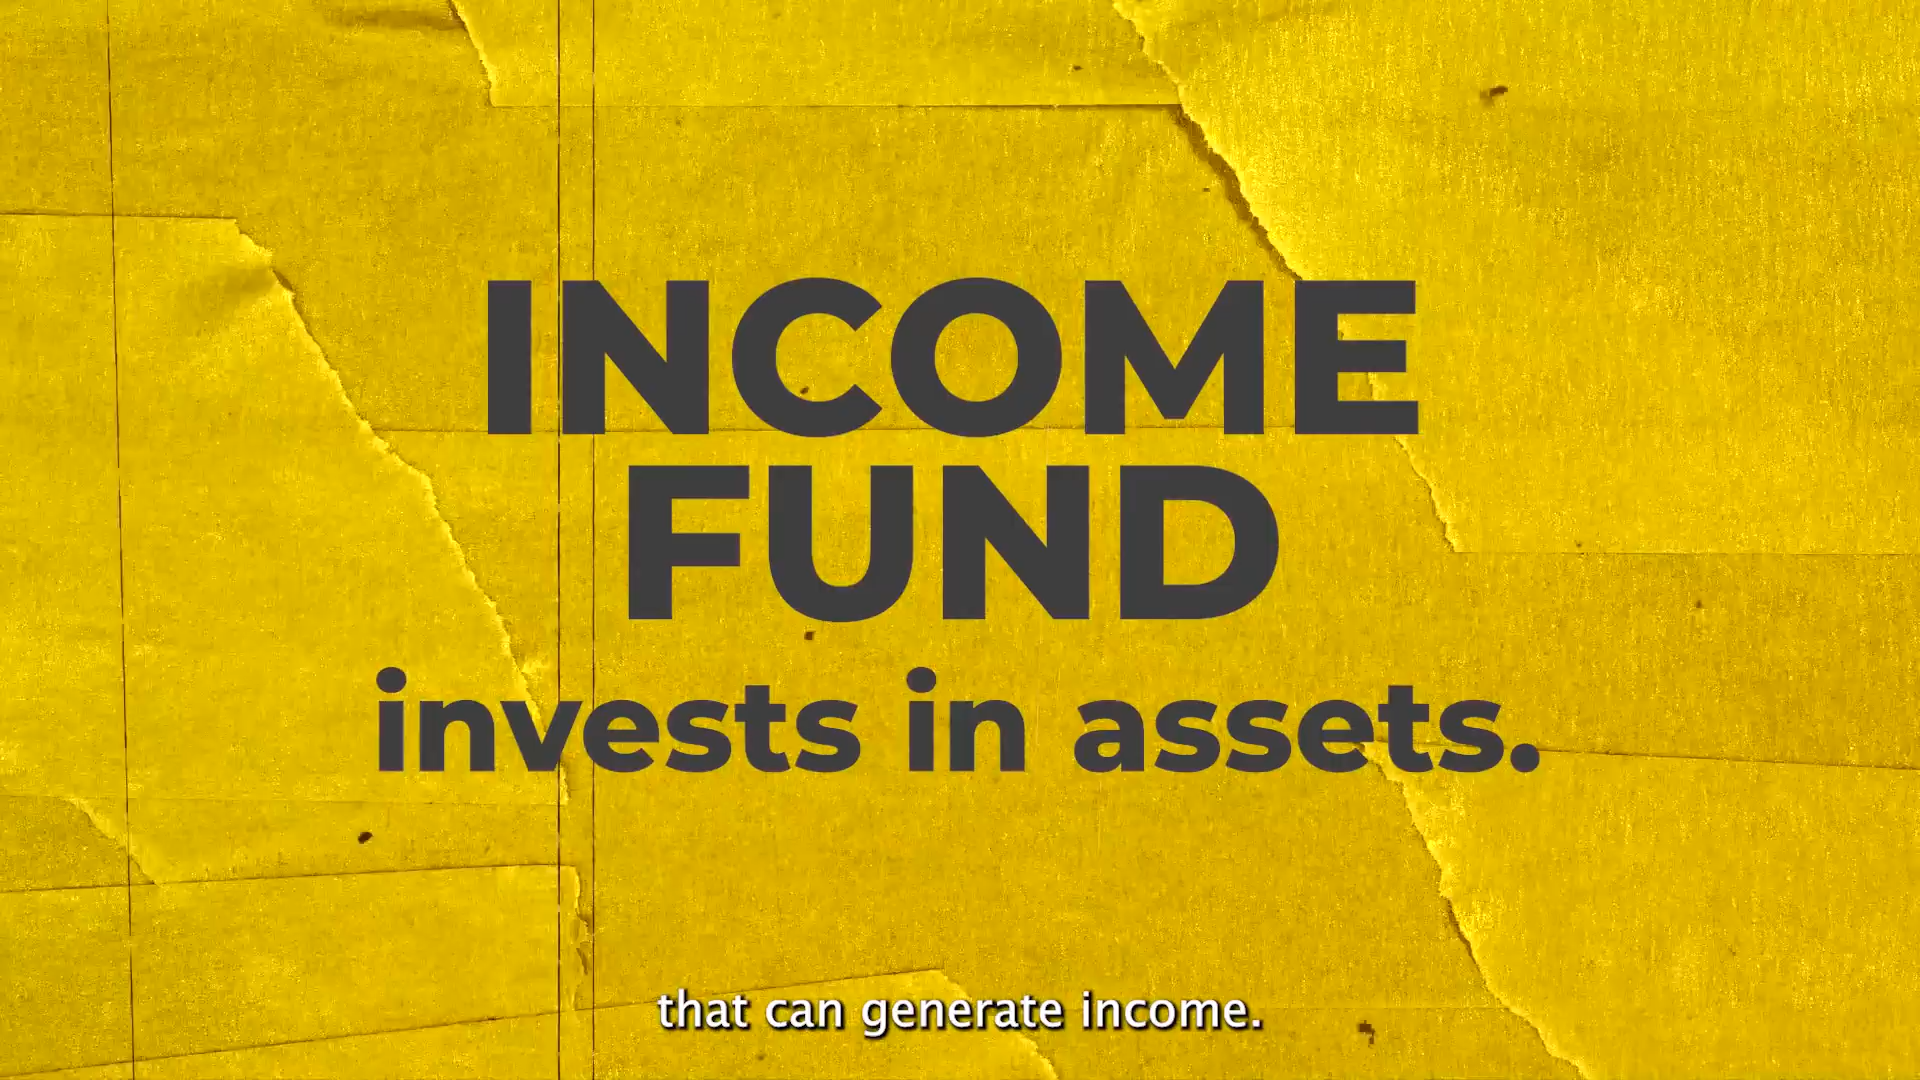 INCOME
FUND
invests in assets.
that can generate income.